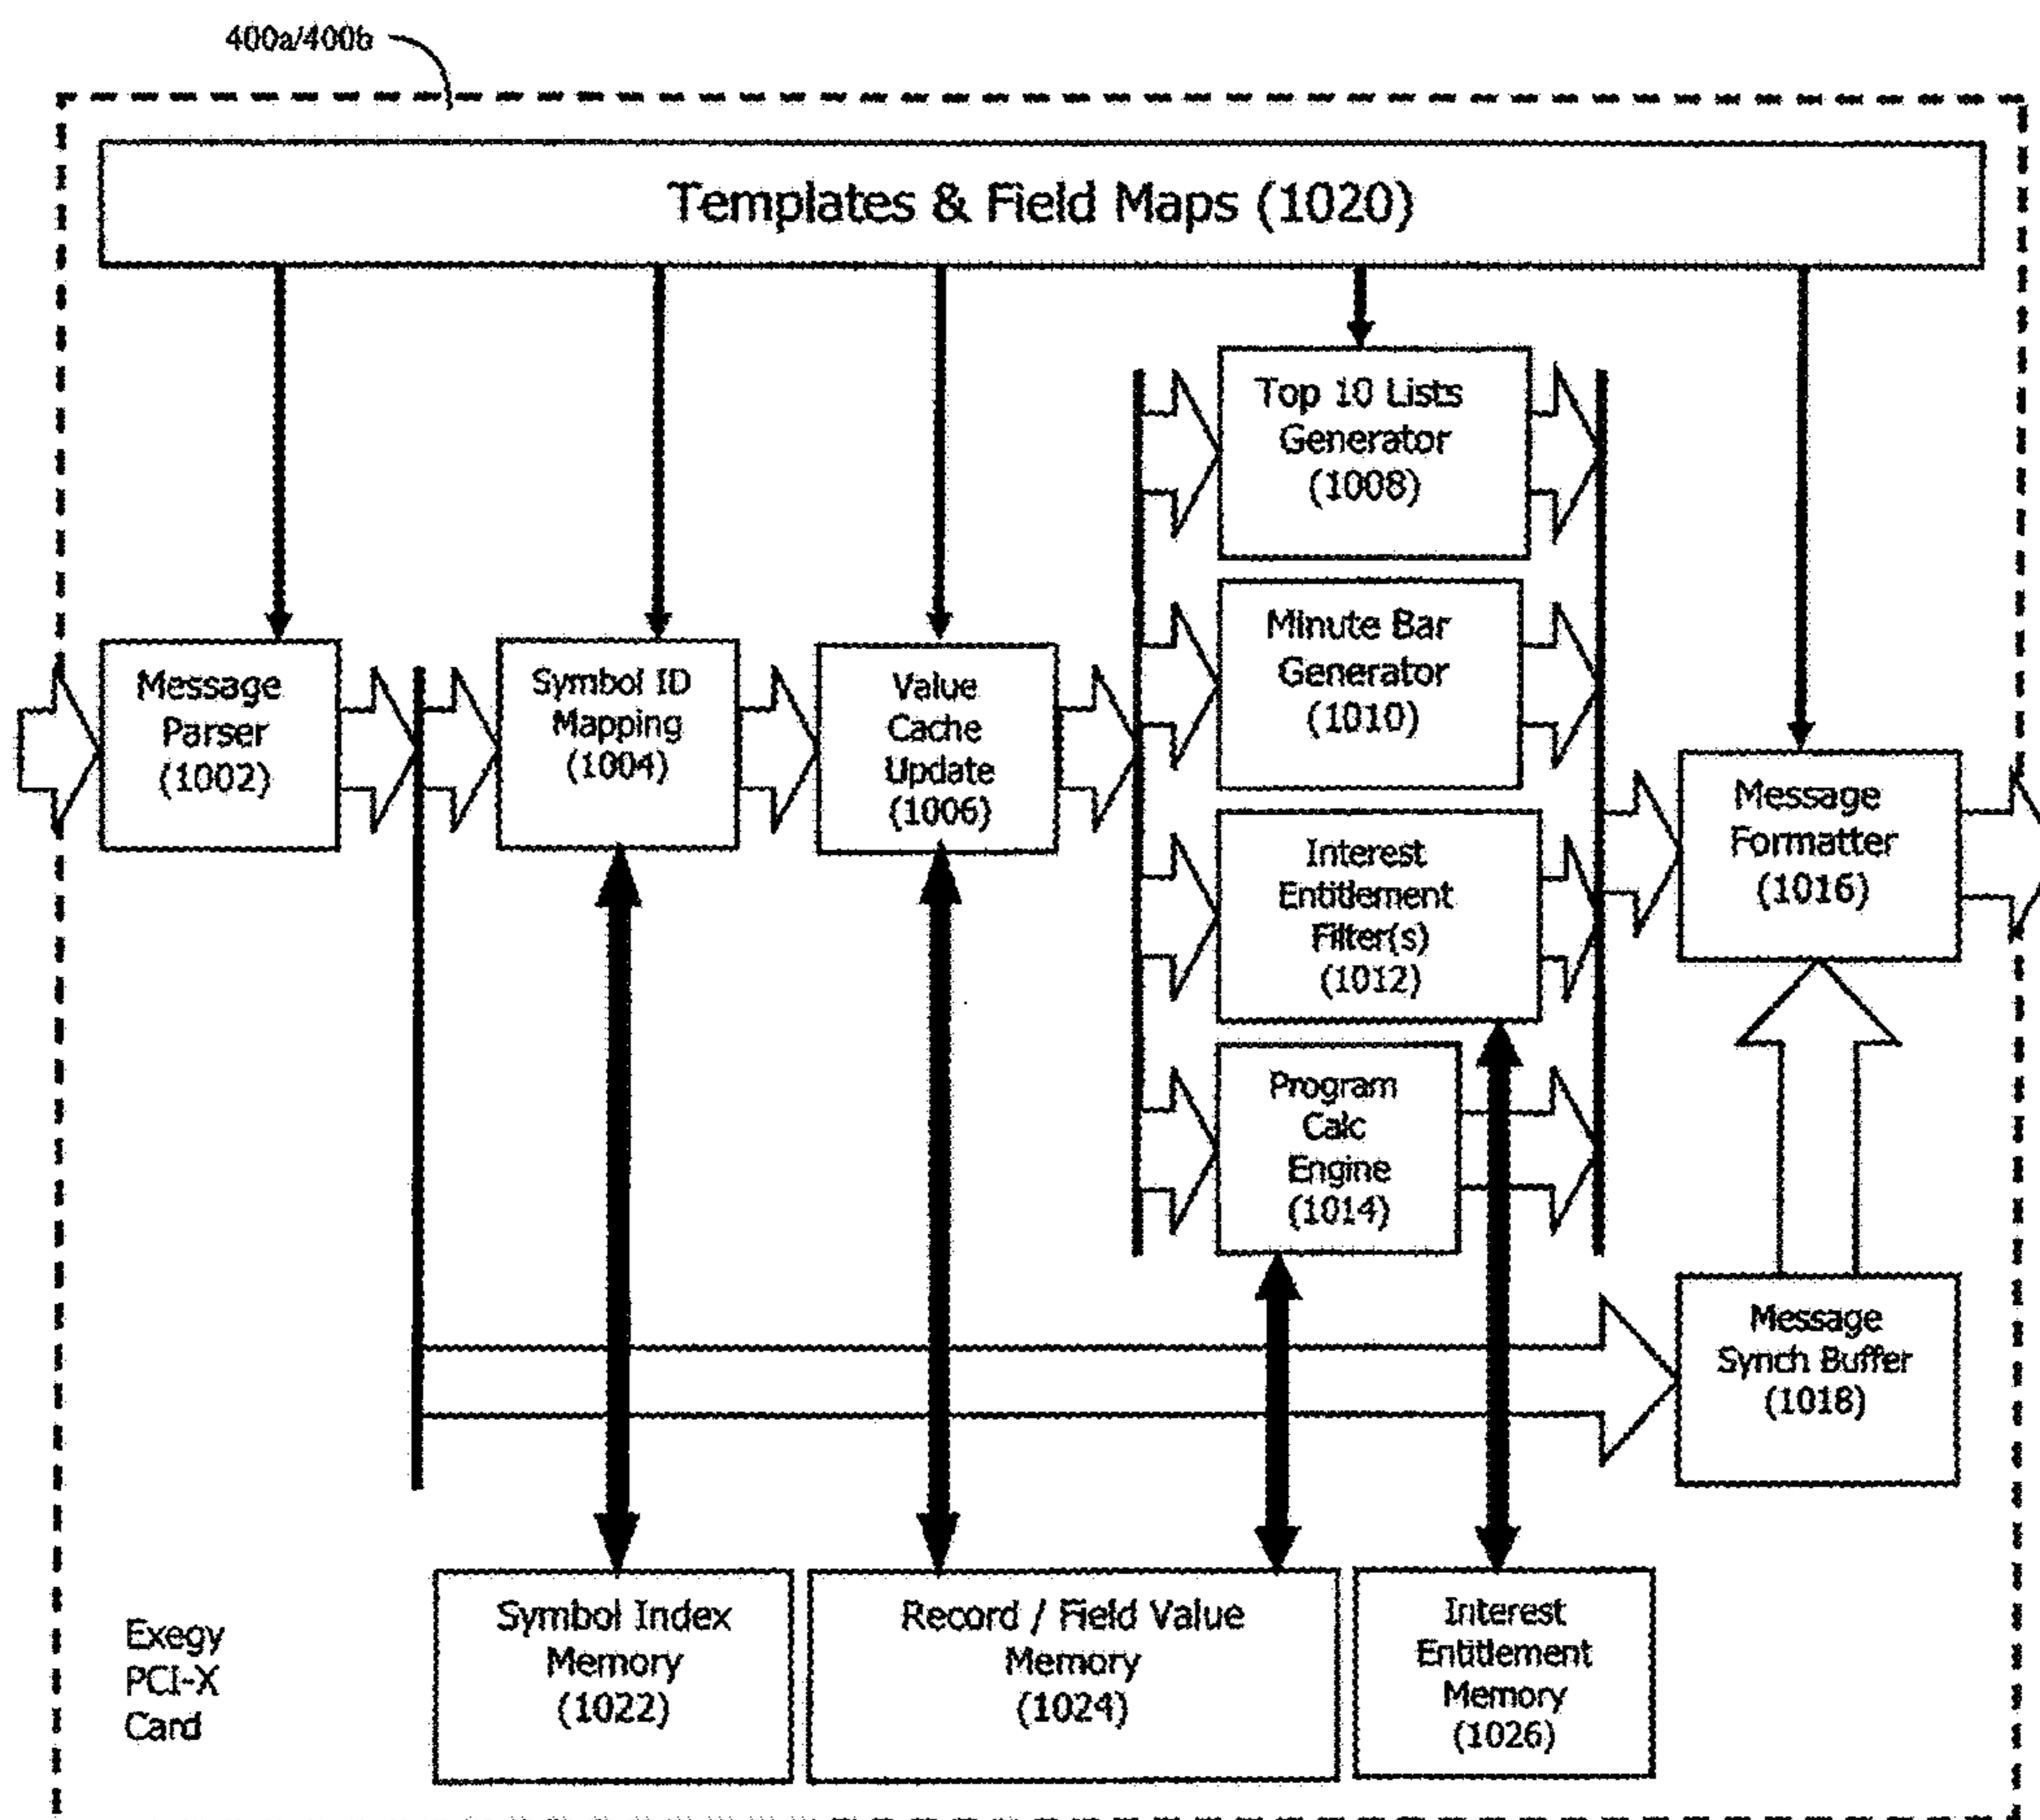 400a/400b
Templates & Field Maps (1020)
Top 10 Lists
Generator
(1008)
Message
Parser
(1002)
Symbol ID
Mapping
(1004)
Value
Cache
Update
(1006)
Minute Bar
Generator
(1010)
Interest
Entitlement
Filter(s)
(1012)
Program
Calc
Engine
(1014)
Message
Formatter
(1016)
Message
Synch Buffer
(1018)
Exegy
PCI-X
Card
Symbol Index
Memory
(1022)
Record / Field Value
Memory
(1024)
Interest
Entitlement
Memory
(1026)